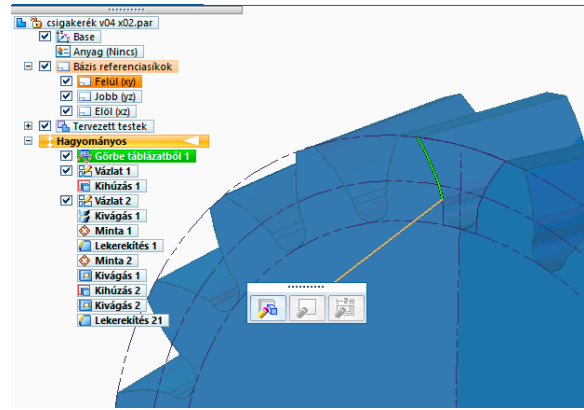 csigakerék v04 x02.par
Base
Anyag (Nincs)
Bázis referenciasíkok
Felül (xy)
Jobb (yz)
Elöl (xz)
Tervezett testek
Hagyományos
Görbe táblázatból 1
Vázlat 1
Kihúzás 1
Vázlat 2
Kivágás 1
Minta 1
Lekerekítés 1
Minta 2
Kivágás 1
Kihúzás 2
Kivágás 2
Lekerekítés 21